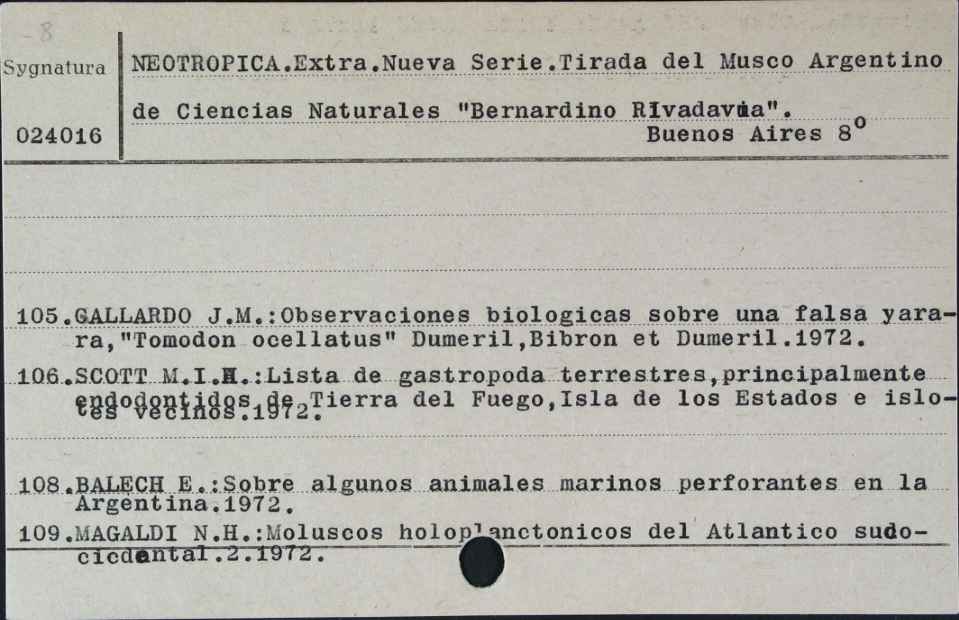 8
Sygnatura
024016
NEOTROPICA.Extra.Nueva Serie.Tirada del Musco Argentino
de Ciencias Naturales "Bernardino RIvadavia".
Buenos Aires 8º
105.GALLARDO J.M.:Observaciones biologicas sobre una falsa yara-
ra,"Tomodon ocellatus" Dumeril,Bibron et Dumeril.1972.
106.SCOTT M.I.H.:Lista de gastropoda terrestres,principalmente
endodontidos de Tierra del Fuego,Isla de los Estados e islo-
tes vecinos.1972.
108.BALECH E.:Sobre algunos animales marinos perforantes en la
Argentina.1972.
109.MAGALDI N.H.:Moluscos holoplanctonicos del Atlantico sudo-
cicdental.2.1972.